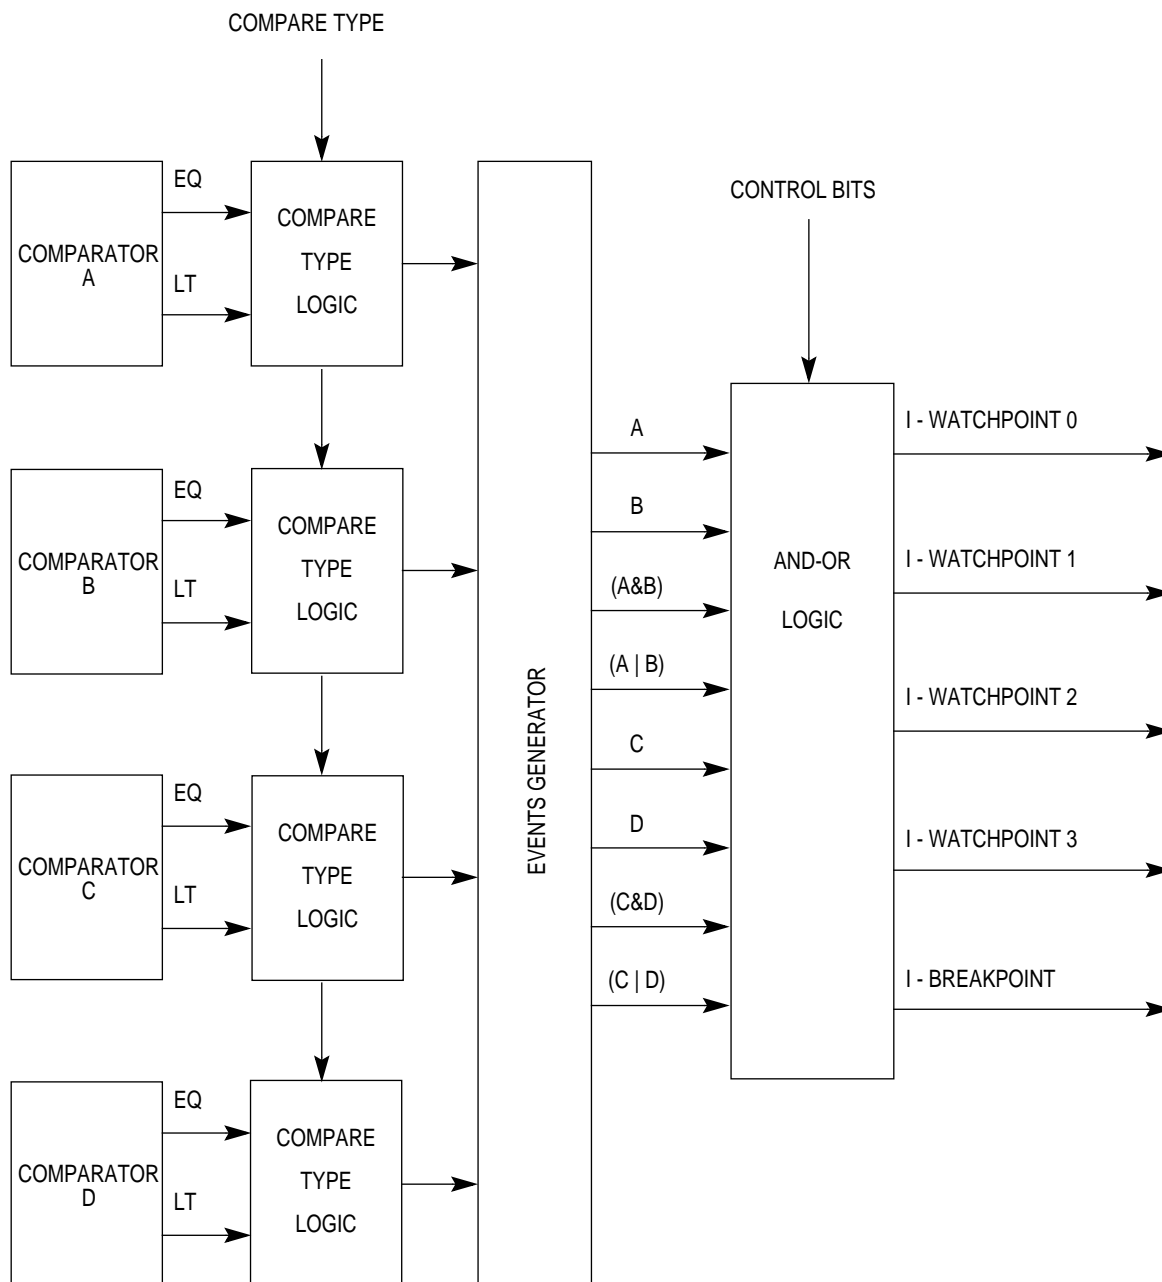 COMPARE TYPE
CONTROL BITS
COMPARATOR
A
EQ
LT
COMPARE
TYPE
LOGIC
COMPARATOR
B
EQ
LT
COMPARE
TYPE
LOGIC
COMPARATOR
C
EQ
LT
COMPARE
TYPE
LOGIC
COMPARATOR
D
EQ
LT
COMPARE
TYPE
LOGIC
EVENTS GENERATOR
A
B
(A&B)
(A | B)
C
D
(C&D)
(C | D)
AND-OR
LOGIC
I - WATCHPOINT 0
I - WATCHPOINT 1
I - WATCHPOINT 2
I - WATCHPOINT 3
I - BREAKPOINT